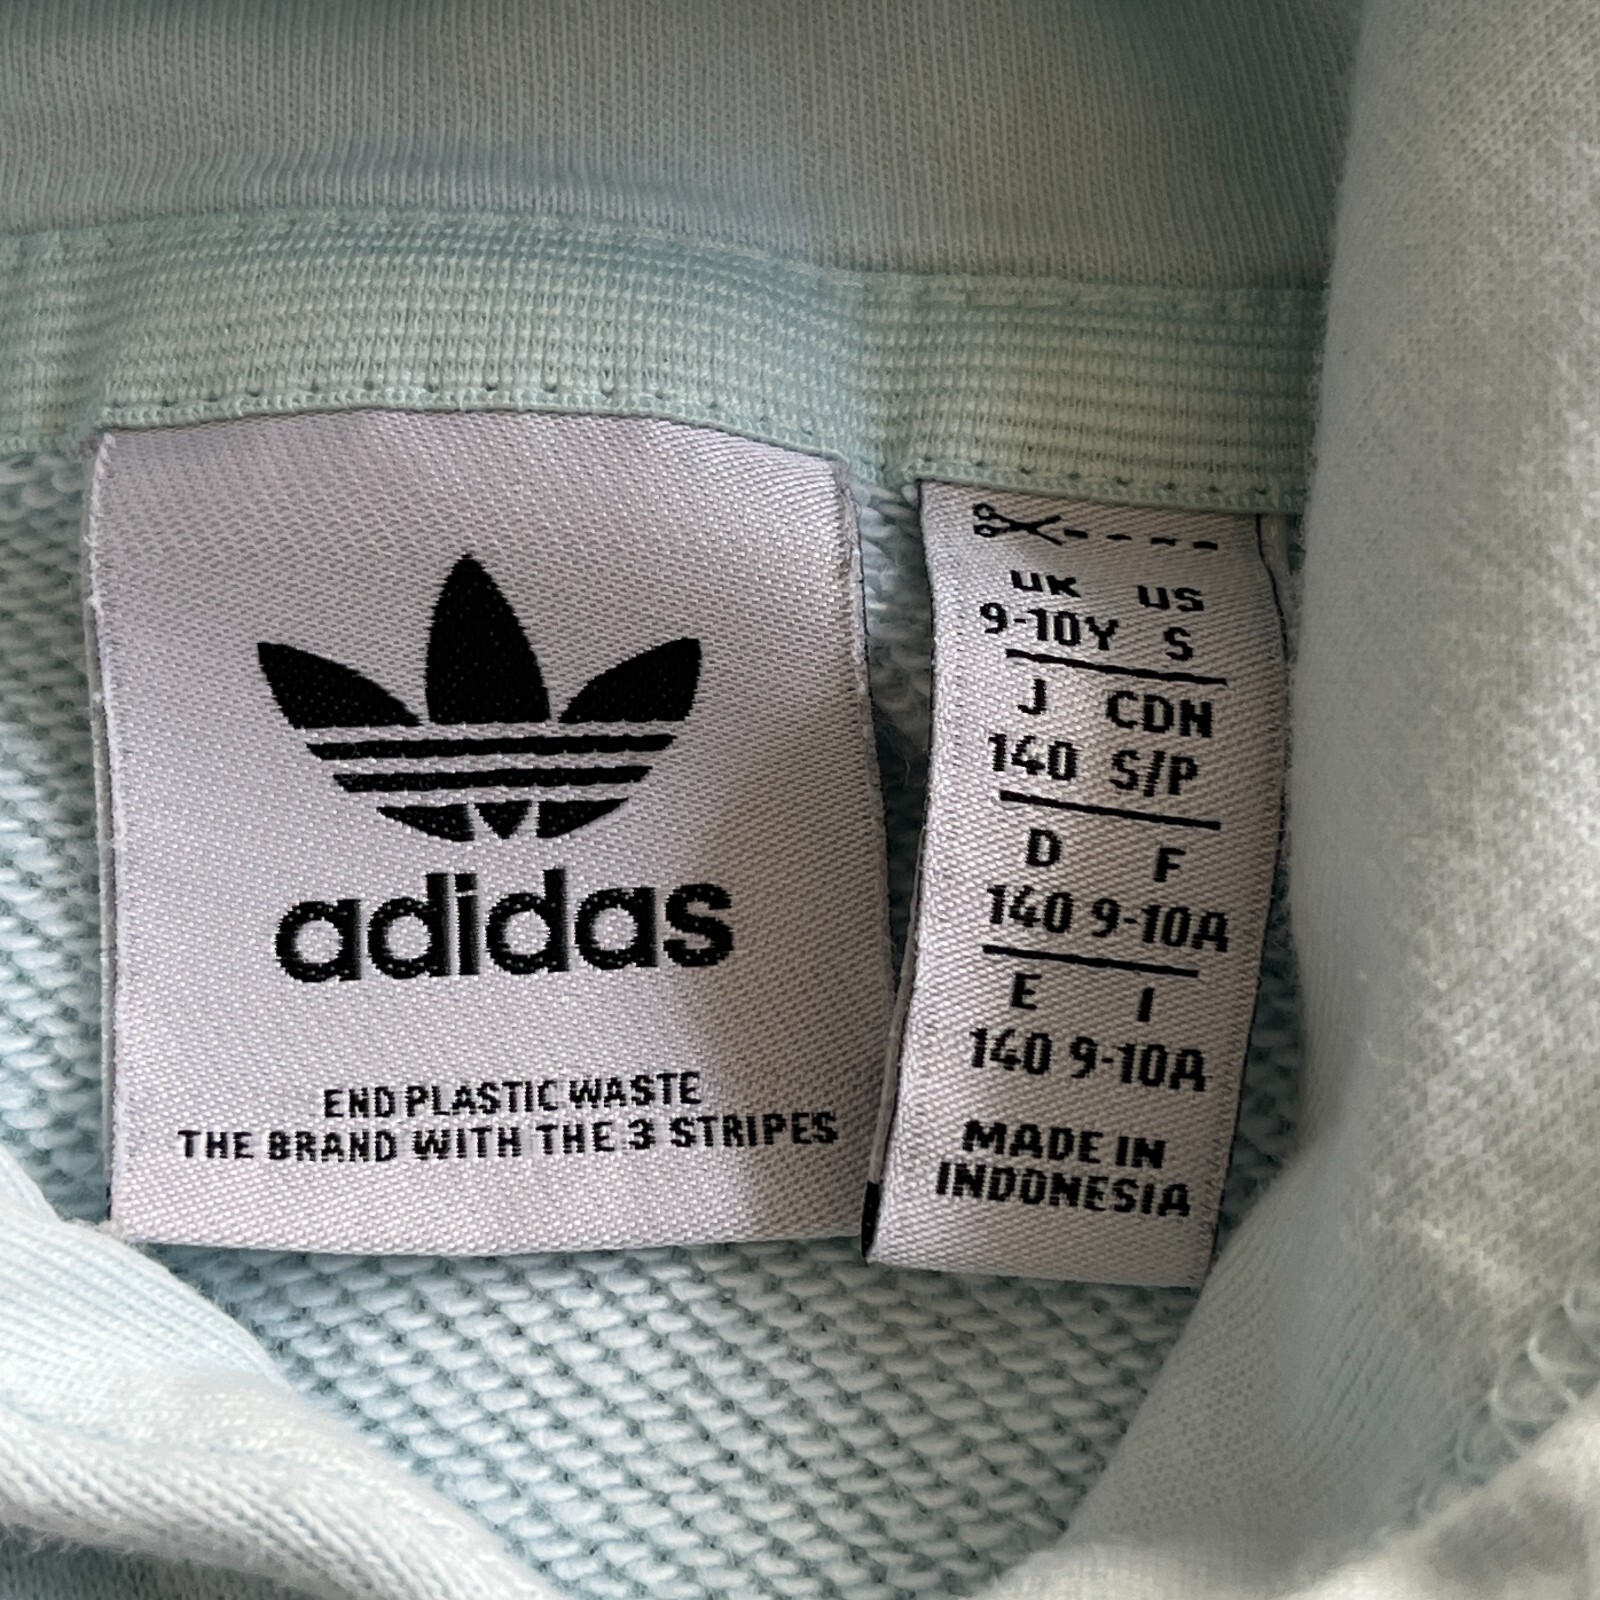 adidas
END PLASTIC WASTE
THE BRAND WITH THE 3 STRIPES
UK US
9-10Y S
J CDN
140 S/P
D F
140 9-10A
E I
140 9-10A
MADE IN
INDONESIA